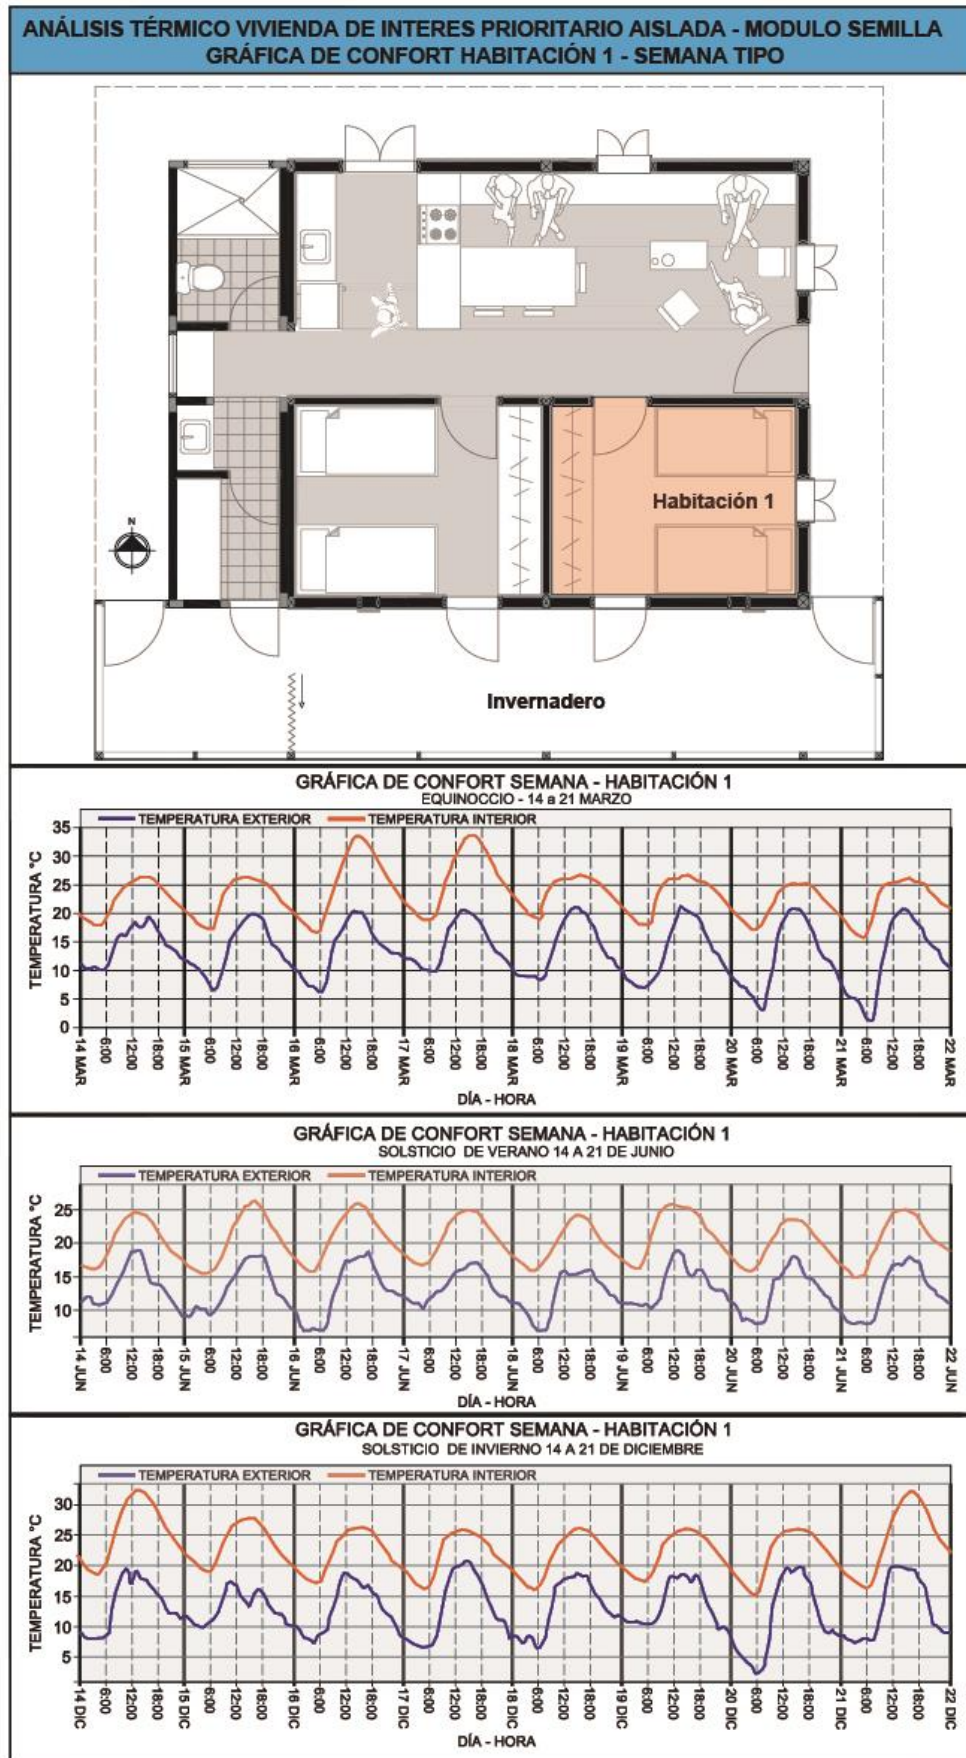 ANÁLISIS TÉRMICO VIVIENDA DE INTERES PRIORITARIO AISLADA - MODULO SEMILLA
GRÁFICA DE CONFORT HABITACIÓN 1 - SEMANA TIPO
Habitación 1
N
Invernadero
GRÁFICA DE CONFORT SEMANA - HABITACIÓN 1
EQUINOCCIO - 14 a 21 MARZO
TEMPERATURA EXTERIOR TEMPERATURA INTERIOR
TEMPERATURA °C
35
30
25
20
15
10
5
0
14 MAR 6:00 12:00 18:00 15 MAR 6:00 12:00 18:00 16 MAR 6:00 12:00 18:00 17 MAR 6:00 12:00 18:00 18 MAR 6:00 12:00 18:00 19 MAR 6:00 12:00 18:00 20 MAR 6:00 12:00 18:00 21 MAR 6:00 12:00 18:00 22 MAR
DÍA - HORA
GRÁFICA DE CONFORT SEMANA - HABITACIÓN 1
SOLSTICIO DE VERANO 14 A 21 DE JUNIO
TEMPERATURA EXTERIOR TEMPERATURA INTERIOR
TEMPERATURA °C
25
20
15
10
14 JUN 6:00 12:00 18:00 15 JUN 6:00 12:00 18:00 16 JUN 6:00 12:00 18:00 17 JUN 6:00 12:00 18:00 18 JUN 6:00 12:00 18:00 19 JUN 6:00 12:00 18:00 20 JUN 6:00 12:00 18:00 21 JUN 6:00 12:00 18:00 22 JUN
DÍA - HORA
GRÁFICA DE CONFORT SEMANA - HABITACIÓN 1
SOLSTICIO DE INVIERNO 14 A 21 DE DICIEMBRE
TEMPERATURA EXTERIOR TEMPERATURA INTERIOR
TEMPERATURA °C
30
25
20
15
10
5
14 DIC 6:00 12:00 18:00 15 DIC 6:00 12:00 18:00 16 DIC 6:00 12:00 18:00 17 DIC 6:00 12:00 18:00 18 DIC 6:00 12:00 18:00 19 DIC 6:00 12:00 18:00 20 DIC 6:00 12:00 18:00 21 DIC 6:00 12:00 18:00 22 DIC
DÍA - HORA